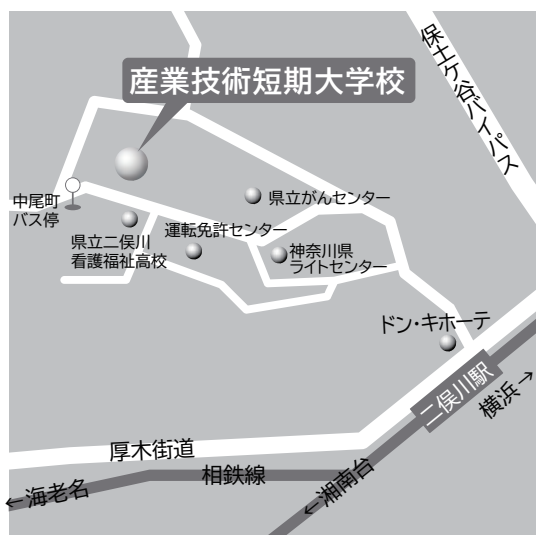 産業技術短期大学校
保土ケ谷バイパス
中尾町
バス停
県立がんセンター
県立二俣川
看護福祉高校
運転免許センター
神奈川県
ライトセンター
ドン・キホーテ
二俣川駅
横浜→
厚木街道
相鉄線
←湘南台
←海老名